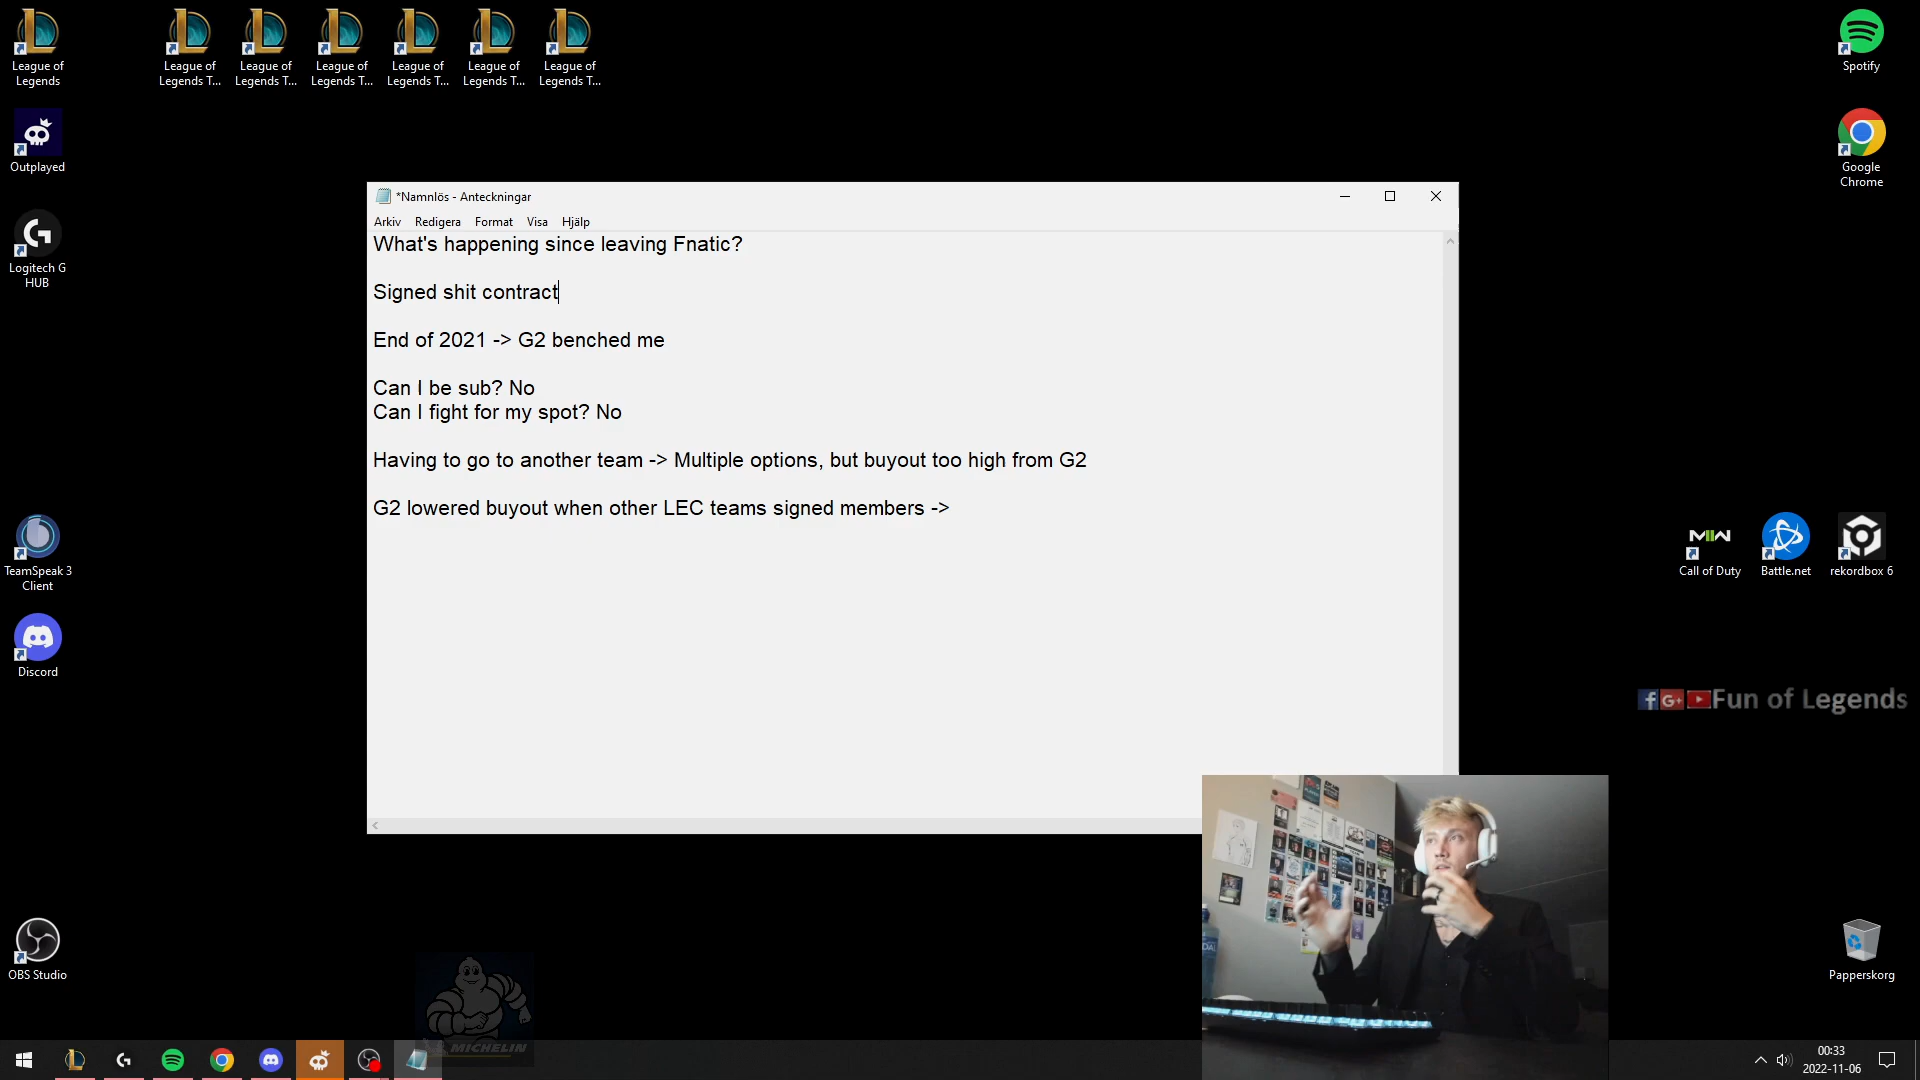 League of
Legends
League of
Legends T...
League of
Legends T...
League of
Legends T...
League of
Legends T...
League of
Legends T...
League of
Legends T...
Spotify
Outplayed
Google
Chrome
*Namnlös - Anteckningar
Arkiv Redigera Format Visa Hjälp
What's happening since leaving Fnatic?
Signed shit contract
End of 2021 -> G2 benched me
Can I be sub? No
Can I fight for my spot? No
Having to go to another team -> Multiple options, but buyout too high from G2
G2 lowered buyout when other LEC teams signed members ->
Logitech G
HUB
TeamSpeak 3
Client
MW
Call of Duty
Battle.net
rekordbox 6
Discord
Fun of Legends
OBS Studio
Papperskorg
MICHELIN
00:33
2022-11-06